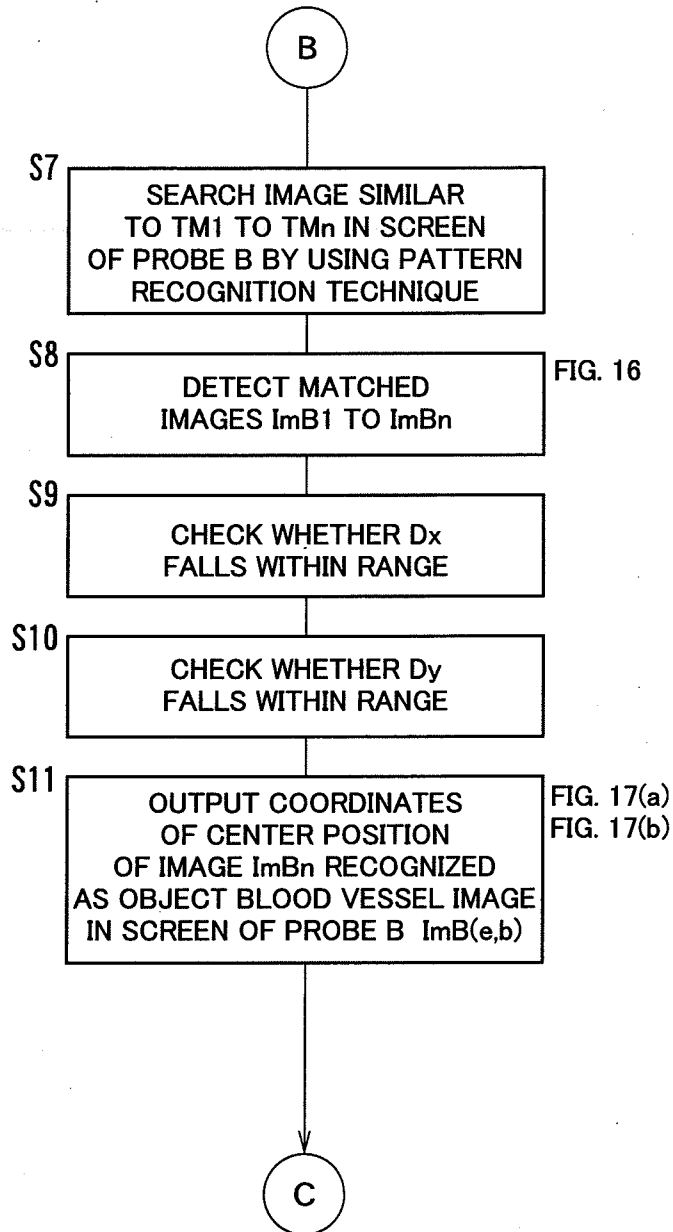 B
S7
SEARCH IMAGE SIMILAR
TO TM1 TO TMn IN SCREEN
OF PROBE B BY USING PATTERN
RECOGNITION TECHNIQUE
S8
DETECT MATCHED
IMAGES ImB1 TO ImBn
FIG. 16
S9
CHECK WHETHER Dx
FALLS WITHIN RANGE
S10
CHECK WHETHER Dy
FALLS WITHIN RANGE
S11
OUTPUT COORDINATES
OF CENTER POSITION
OF IMAGE ImBn RECOGNIZED
AS OBJECT BLOOD VESSEL IMAGE
IN SCREEN OF PROBE B ImB(e,b)
FIG. 17(a)
FIG. 17(b)
C